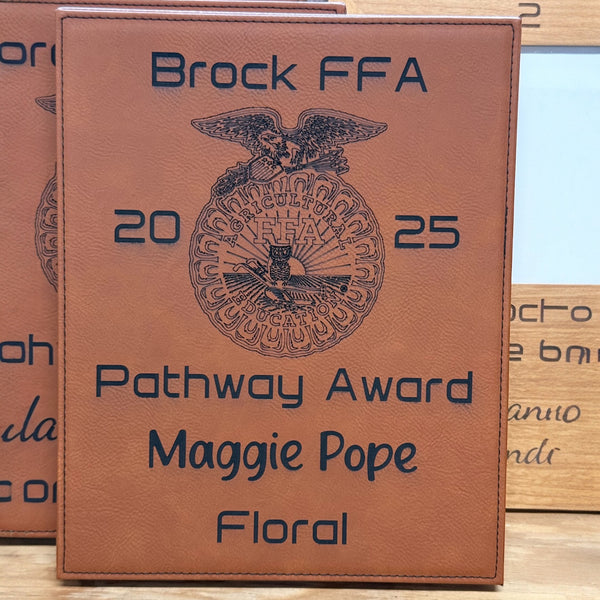 Brock FFA
20 25
AGRICULTURAL
FFA
EDUCATION
Pathway Award
Maggie Pope
Floral